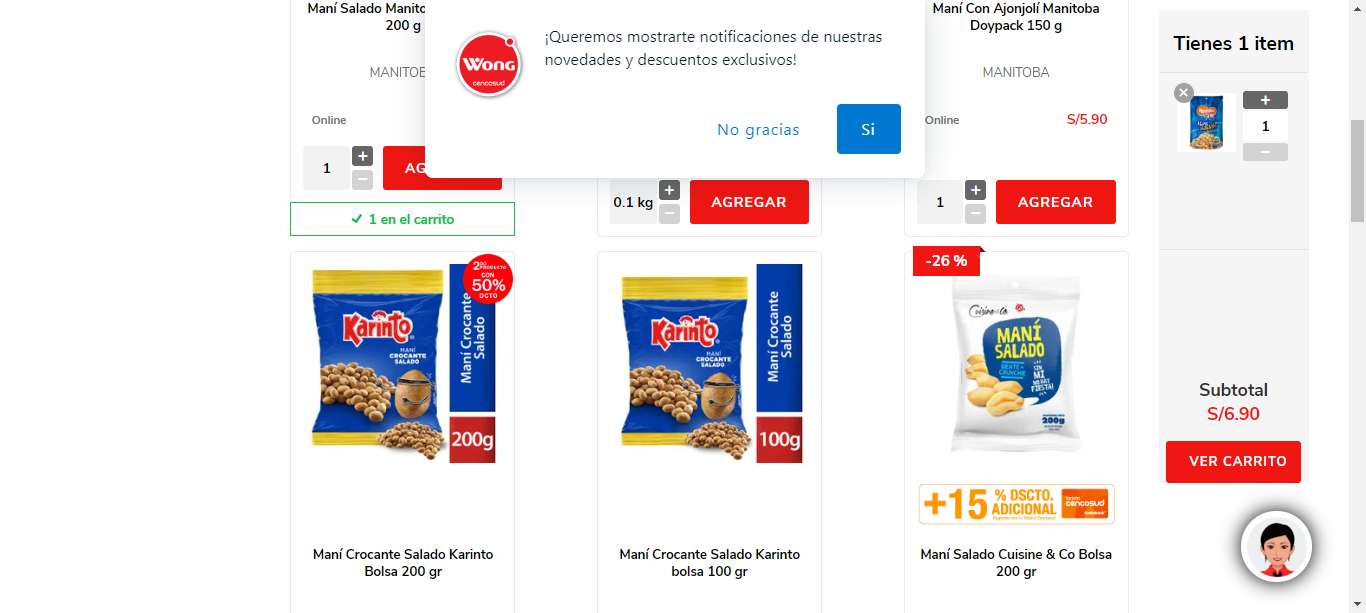 Maní Salado Manito
200 g
MANITOB
Online
1
+
−
AG
✓ 1 en el carrito
Wong
cencosud
¡Queremos mostrarte notificaciones de nuestras
novedades y descuentos exclusivos!
No gracias
Si
0.1 kg
+
−
AGREGAR
Maní Con Ajonjolí Manitoba
Doypack 150 g
MANITOBA
Online
S/5.90
1
+
−
AGREGAR
Tienes 1 item
+
1
−
Subtotal
S/6.90
VER CARRITO
2DO PRODUCTO
CON
50%
DCTO
Karinto
MANÍ
CROCANTE
SALADO
Maní Crocante
Salado
200g
Maní Crocante Salado Karinto
Bolsa 200 gr
Karinto
MANÍ
CROCANTE
SALADO
Maní Crocante
Salado
100g
Maní Crocante Salado Karinto
bolsa 100 gr
-26 %
Cuisine & Co.
MANÍ
SALADO
SIN
MI
NO HAY
FIESTA!
200g
+15 % DSCTO.
ADICIONAL
cencosud
Maní Salado Cuisine & Co Bolsa
200 gr